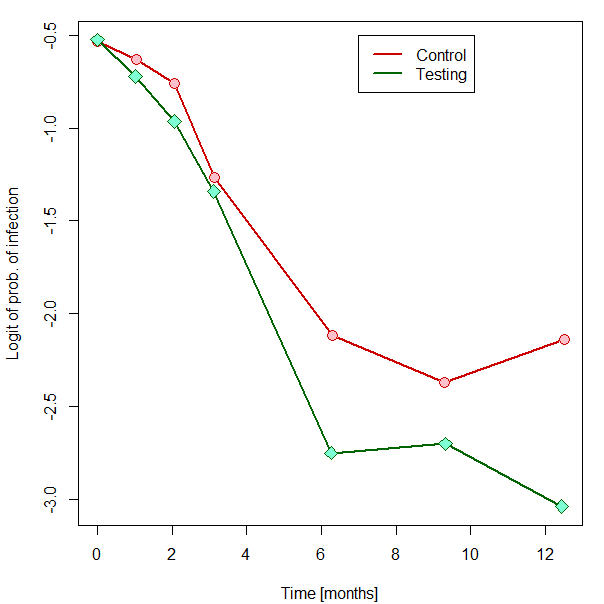 Control
Testing
-0.5
-1.0
-1.5
-2.0
-2.5
-3.0
Logit of prob. of infection
0 2 4 6 8 10 12
Time [months]